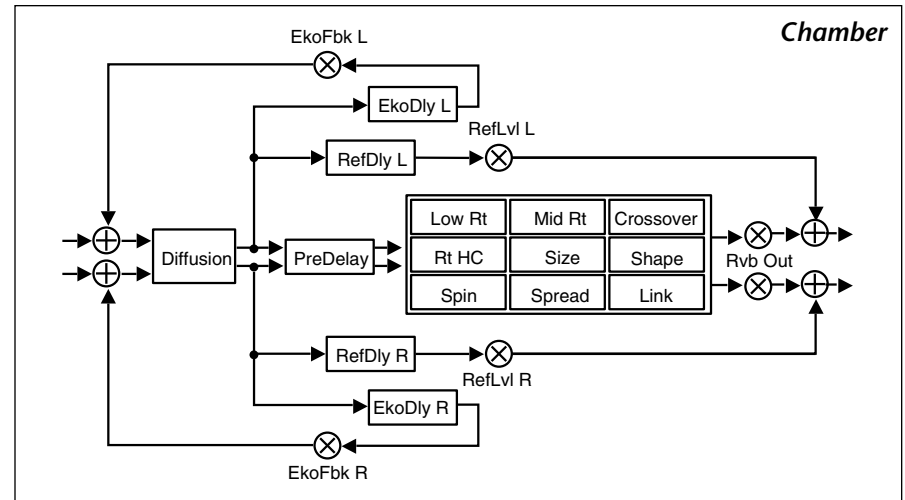 Chamber
EkoFbk L
EkoDly L
RefLvl L
RefDly L
Low Rt
Mid Rt
Crossover
Diffusion
PreDelay
Rt HC
Size
Shape
Rvb Out
Spin
Spread
Link
RefDly R
RefLvl R
EkoDly R
EkoFbk R